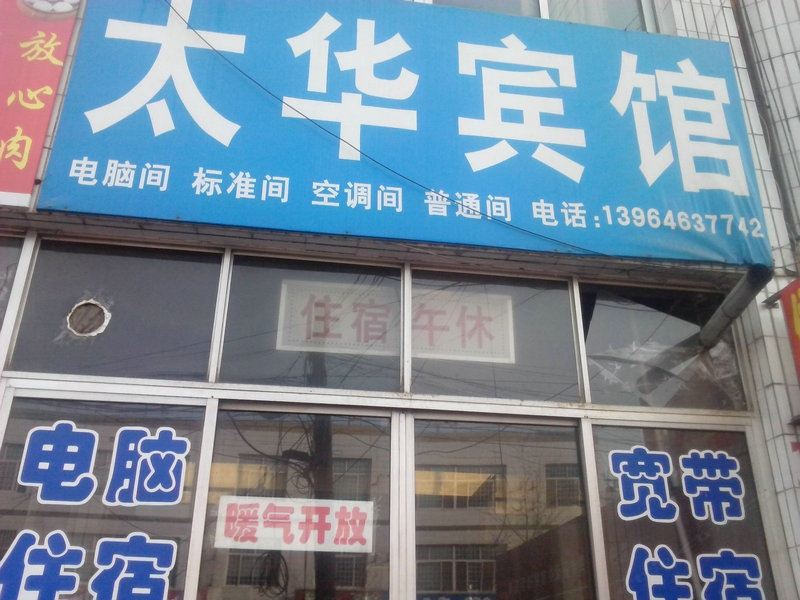 放心肉
太华宾馆
电脑间 标准间 空调间 普通间 电话:13964637742
住宿 午休
电脑
住宿
暖气开放
宽带
住宿